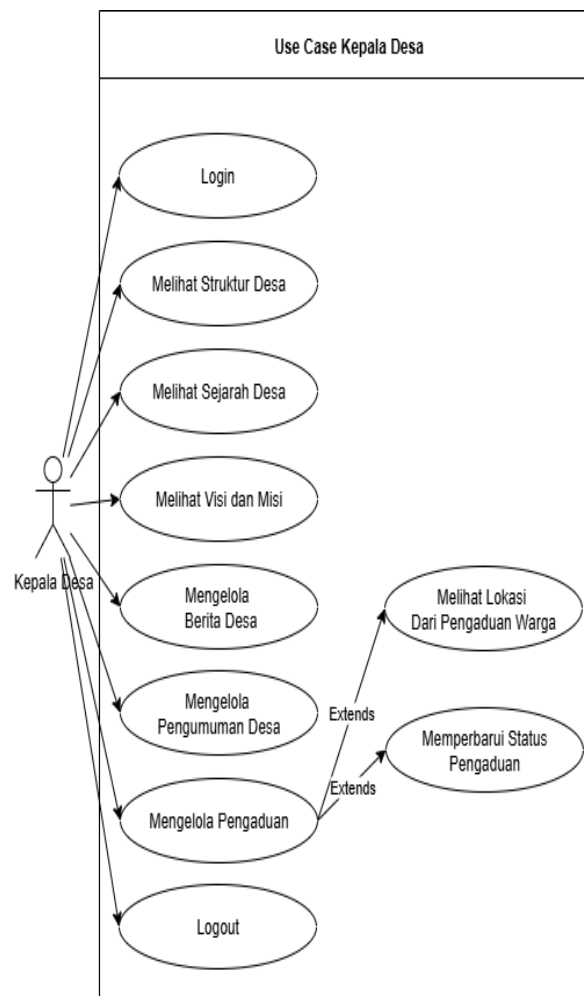 Use Case Kepala Desa
Login
Melihat Struktur Desa
Melihat Sejarah Desa
Melihat Visi dan Misi
Kepala Desa
Mengelola
Berita Desa
Melihat Lokasi
Dari Pengaduan Warga
Mengelola
Pengumuman Desa
Extends
Memperbarui Status
Pengaduan
Extends
Mengelola Pengaduan
Logout